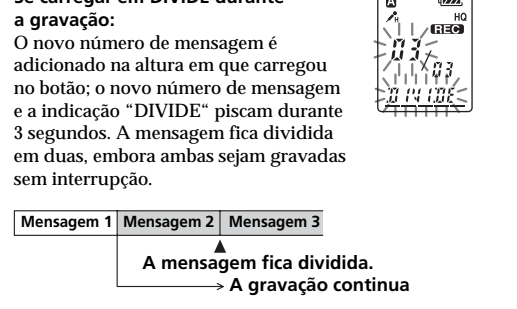 Se carregar em DIVIDE durante
a gravação:
O novo número de mensagem é
adicionado na altura em que carregou
no botão; o novo número de mensagem
e a indicação “DIVIDE“ piscam durante
3 segundos. A mensagem fica dividida
em duas, embora ambas sejam gravadas
sem interrupção.
A
HQ
REC
03/03
Mensagem 1 Mensagem 2 Mensagem 3
A mensagem fica dividida.
A gravação continua